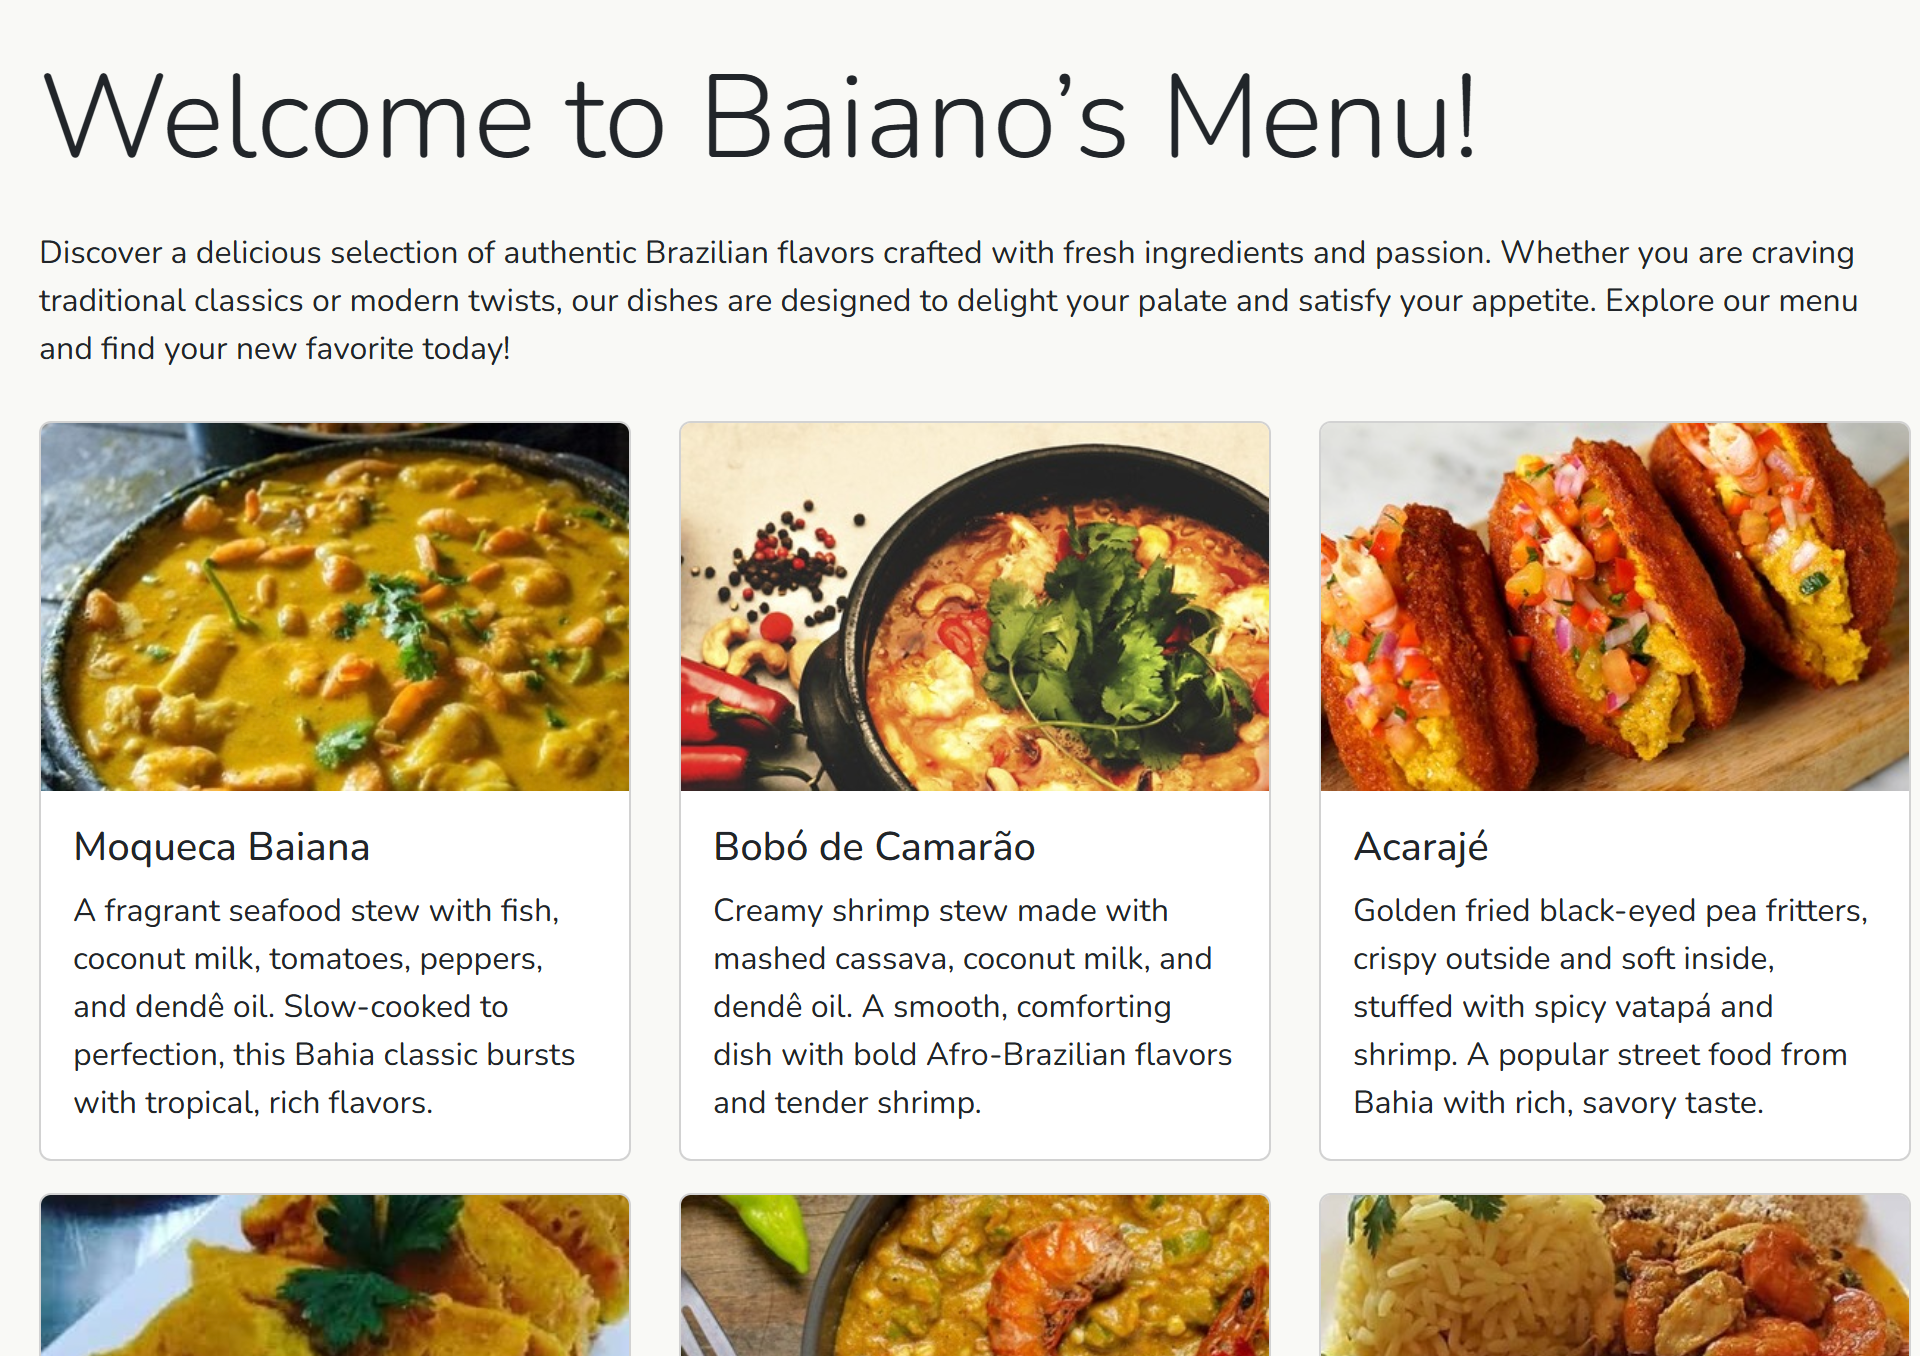 Welcome to Baiano’s Menu!
Discover a delicious selection of authentic Brazilian flavors crafted with fresh ingredients and passion. Whether you are craving
traditional classics or modern twists, our dishes are designed to delight your palate and satisfy your appetite. Explore our menu
and find your new favorite today!
Moqueca Baiana
A fragrant seafood stew with fish,
coconut milk, tomatoes, peppers,
and dendê oil. Slow-cooked to
perfection, this Bahia classic bursts
with tropical, rich flavors.
Bobó de Camarão
Creamy shrimp stew made with
mashed cassava, coconut milk, and
dendê oil. A smooth, comforting
dish with bold Afro-Brazilian flavors
and tender shrimp.
Acarajé
Golden fried black-eyed pea fritters,
crispy outside and soft inside,
stuffed with spicy vatapá and
shrimp. A popular street food from
Bahia with rich, savory taste.